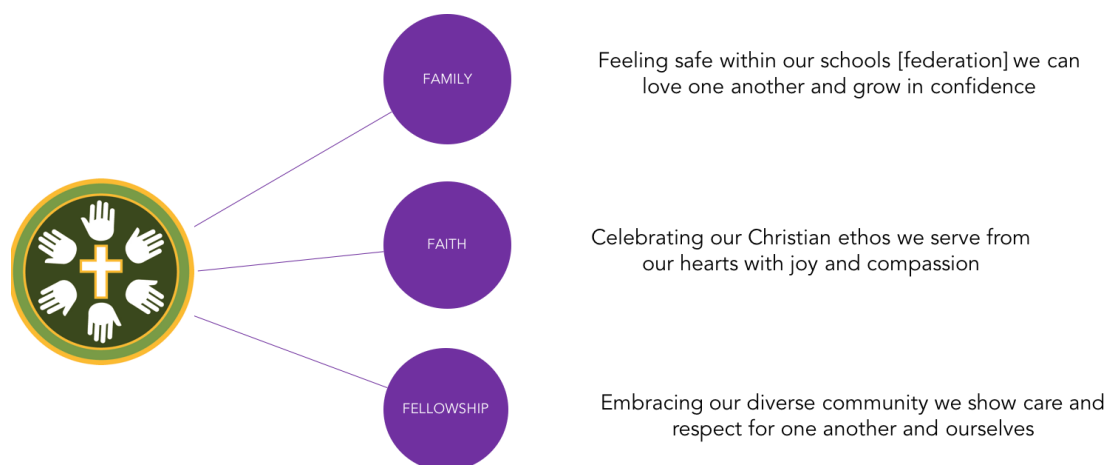 FAMILY
Feeling safe within our schools [federation] we can
love one another and grow in confidence
FAITH
Celebrating our Christian ethos we serve from
our hearts with joy and compassion
FELLOWSHIP
Embracing our diverse community we show care and
respect for one another and ourselves